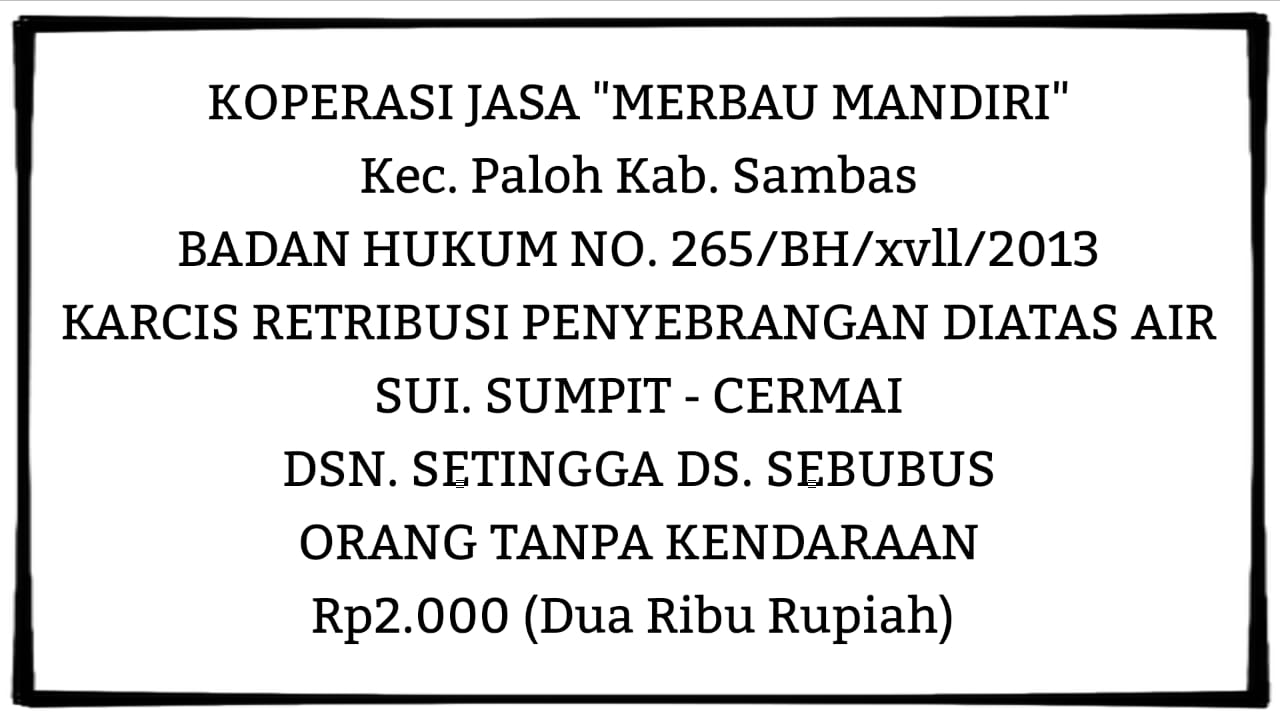 KOPERASI JASA "MERBAU MANDIRI"
Kec. Paloh Kab. Sambas
BADAN HUKUM NO. 265/BH/xvll/2013
KARCIS RETRIBUSI PENYEBRANGAN DIATAS AIR
SUI. SUMPIT - CERMAI
DSN. SETINGGA DS. SEBUBUS
ORANG TANPA KENDARAAN
Rp2.000 (Dua Ribu Rupiah)